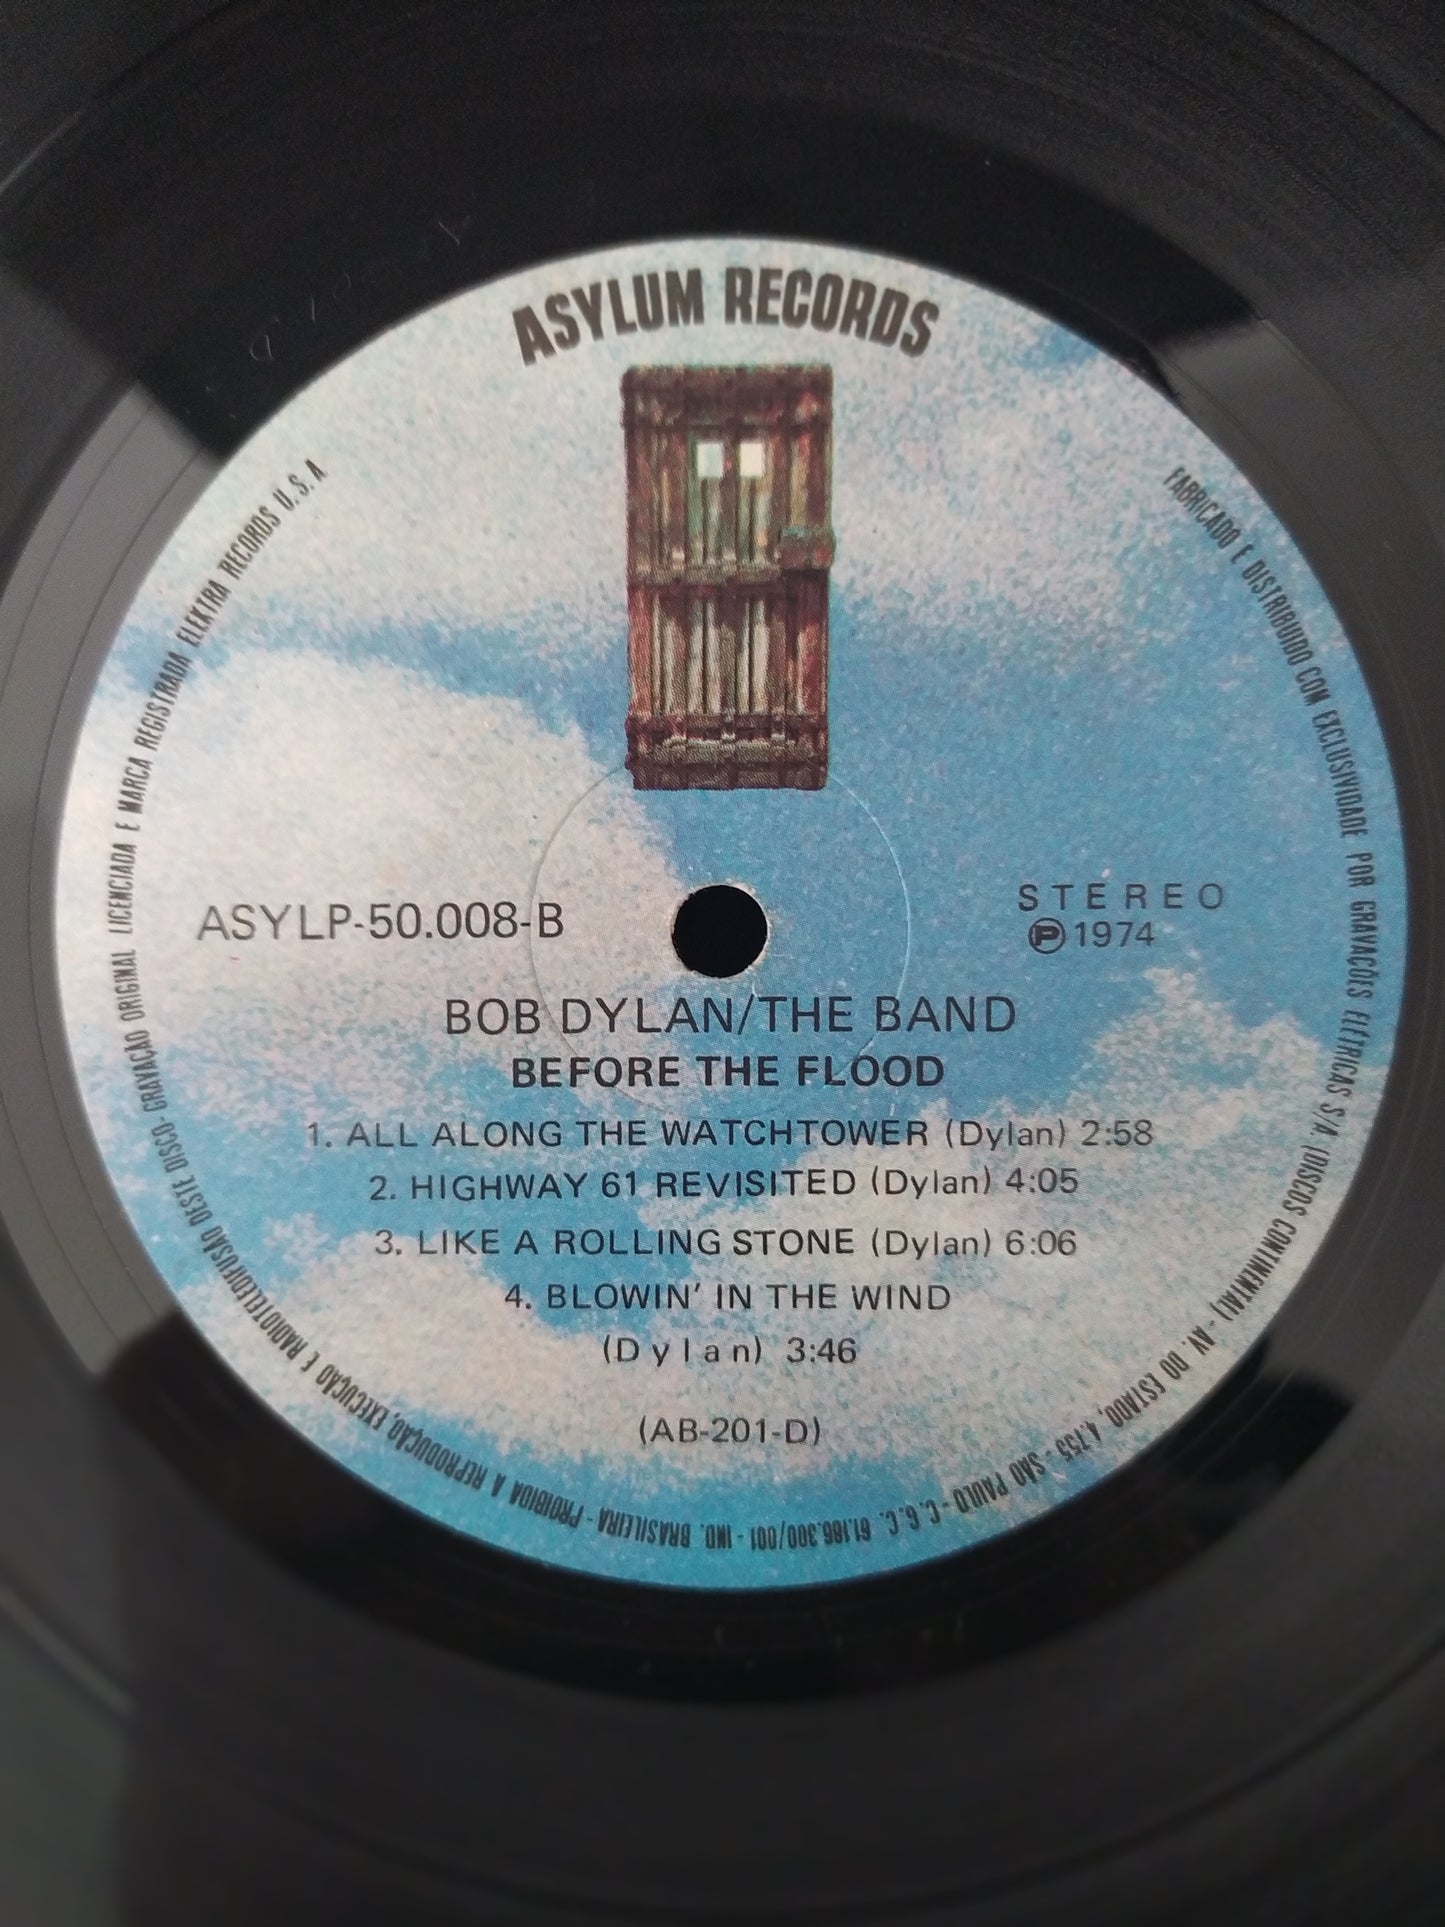 ASYLUM RECORDS
ASYLP-50.008-B
STEREO
Ⓟ 1974
BOB DYLAN/THE BAND
BEFORE THE FLOOD
1. ALL ALONG THE WATCHTOWER (Dylan) 2:58
2. HIGHWAY 61 REVISITED (Dylan) 4:05
3. LIKE A ROLLING STONE (Dylan) 6:06
4. BLOWIN' IN THE WIND
(Dylan) 3:46
(AB-201-D)
FABRICADO E DISTRIBUIDO COM EXCLUSIVIDADE POR GRAVAÇÕES ELÉTRICAS S/A. (DISCOS CONTINENTAL) - AV. DO ESTADO, 4.755 - SÃO PAULO - C. G. C. 61.186.300/001 - IND. BRASILEIRA - PROIBIDA A REPRODUÇÃO, EXECUÇÃO E RADIOTELEDIFUSÃO DESTE DISCO - GRAVAÇÃO ORIGINAL LICENCIADA E MARCA REGISTRADA ELEKTRA RECORDS U.S.A